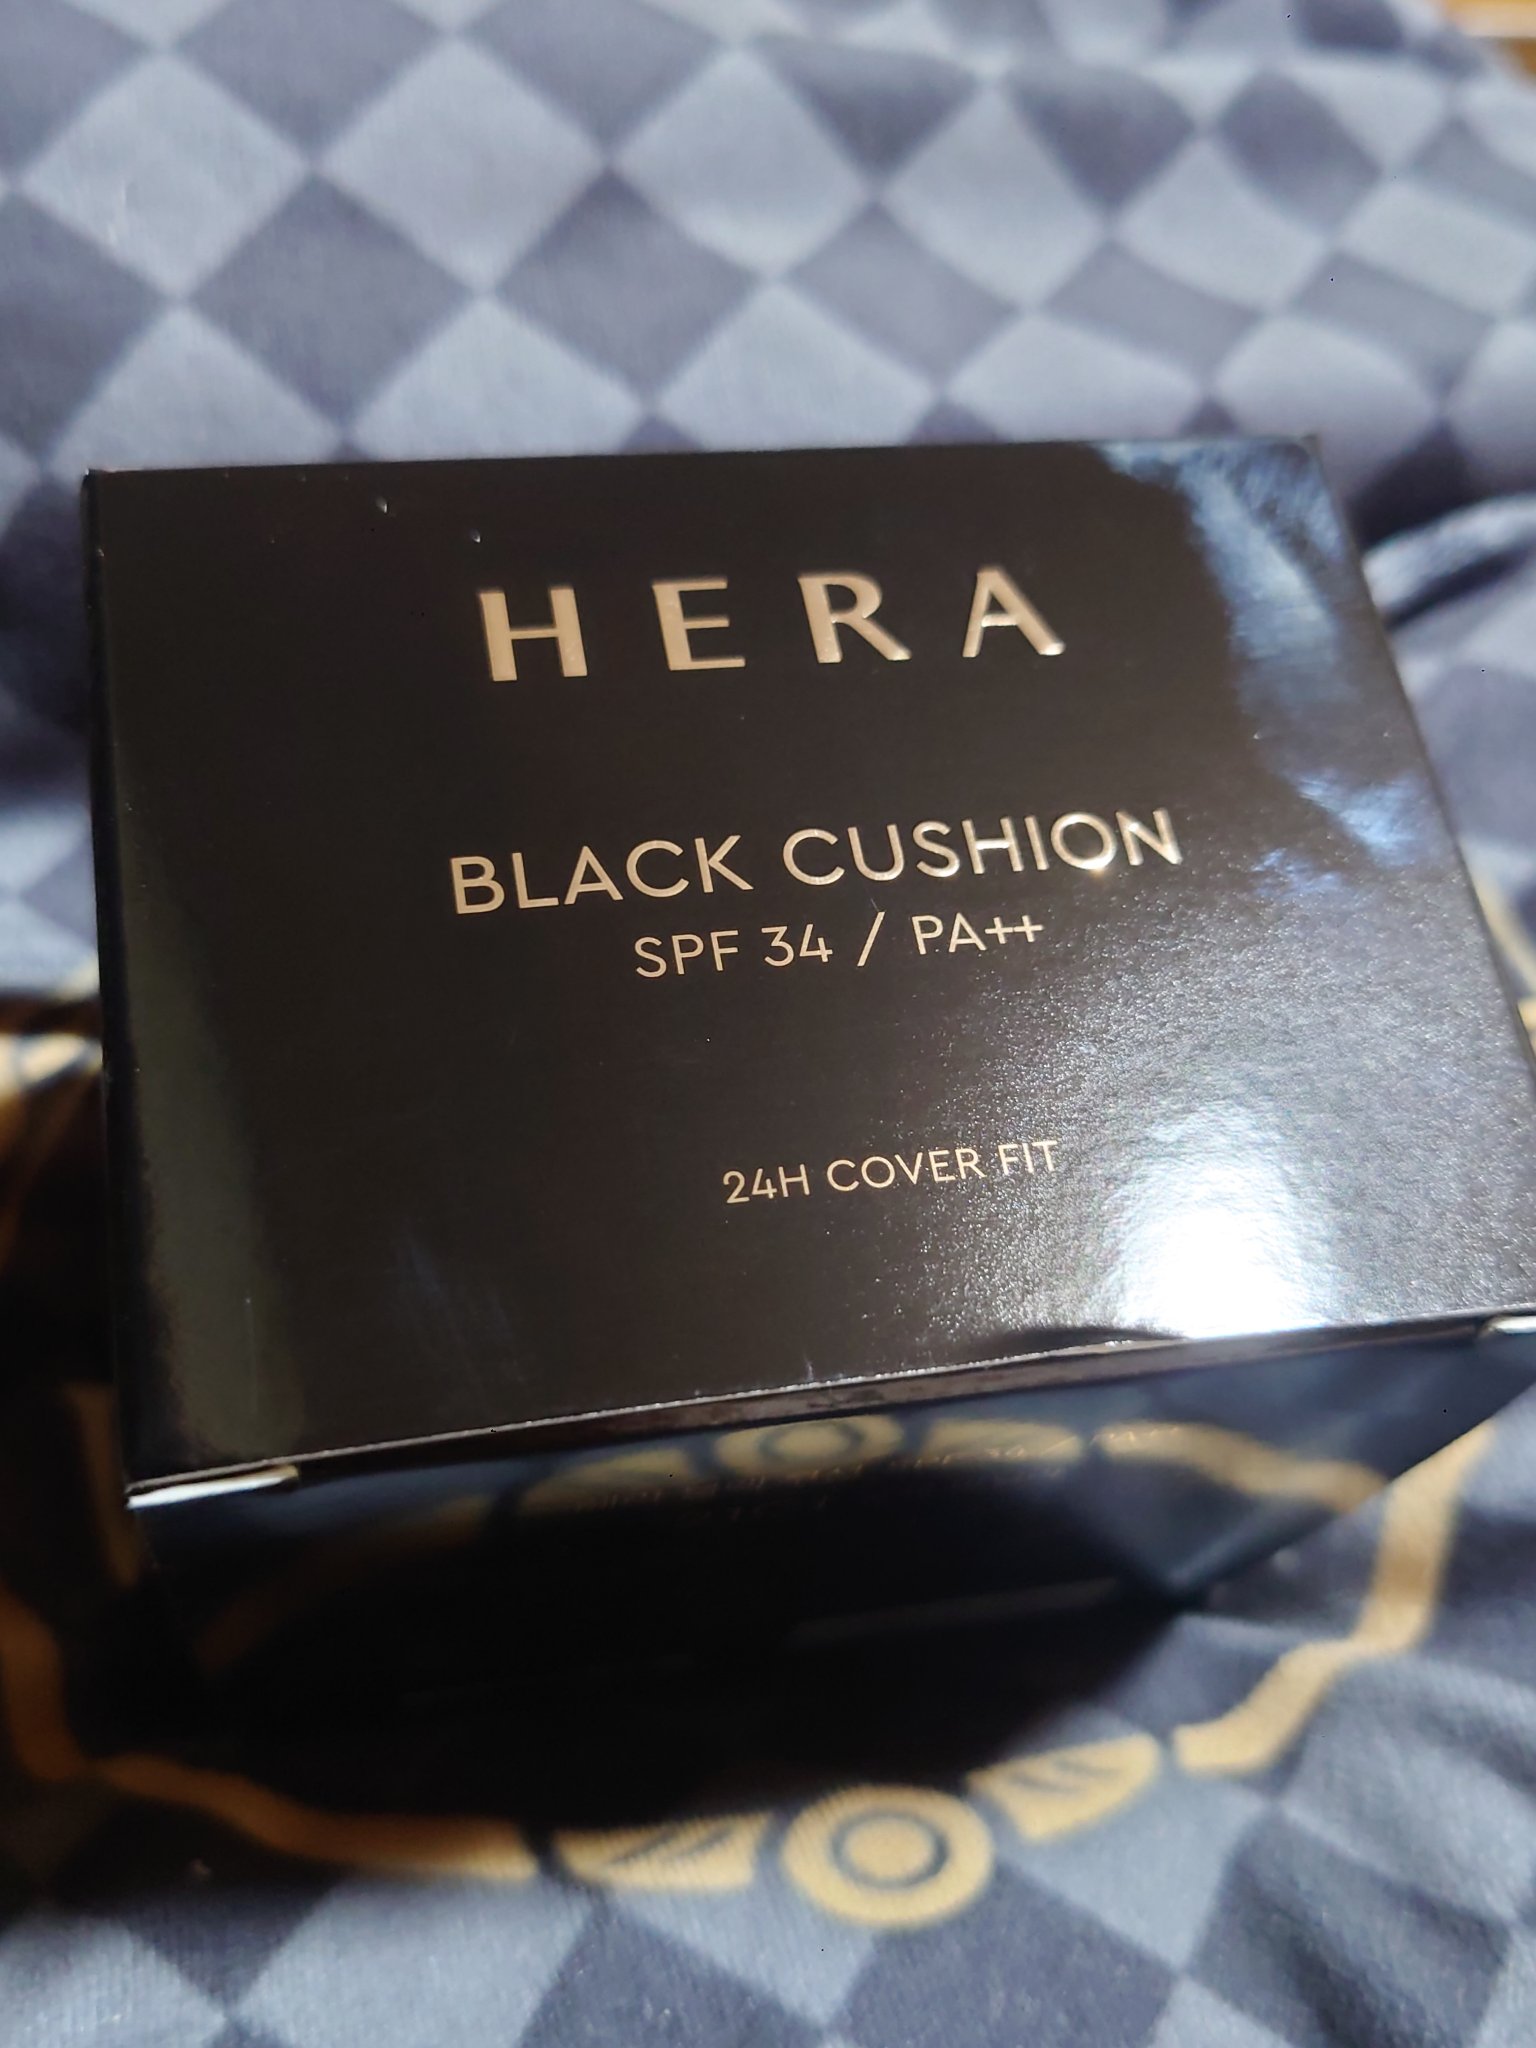 HERA
BLACK CUSHION
SPF 34 / PA++
24H COVER FIT